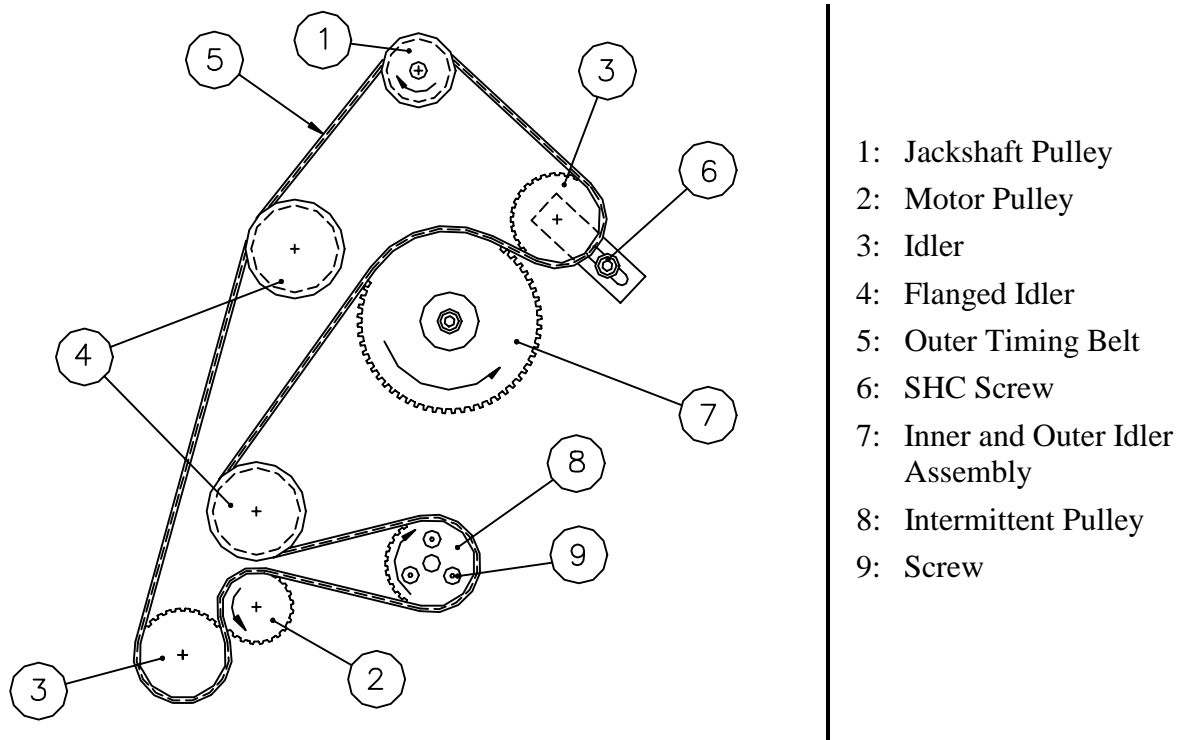 1
5
3
6
4
7
8
9
3
2
1: Jackshaft Pulley
2: Motor Pulley
3: Idler
4: Flanged Idler
5: Outer Timing Belt
6: SHC Screw
7: Inner and Outer Idler
Assembly
8: Intermittent Pulley
9: Screw